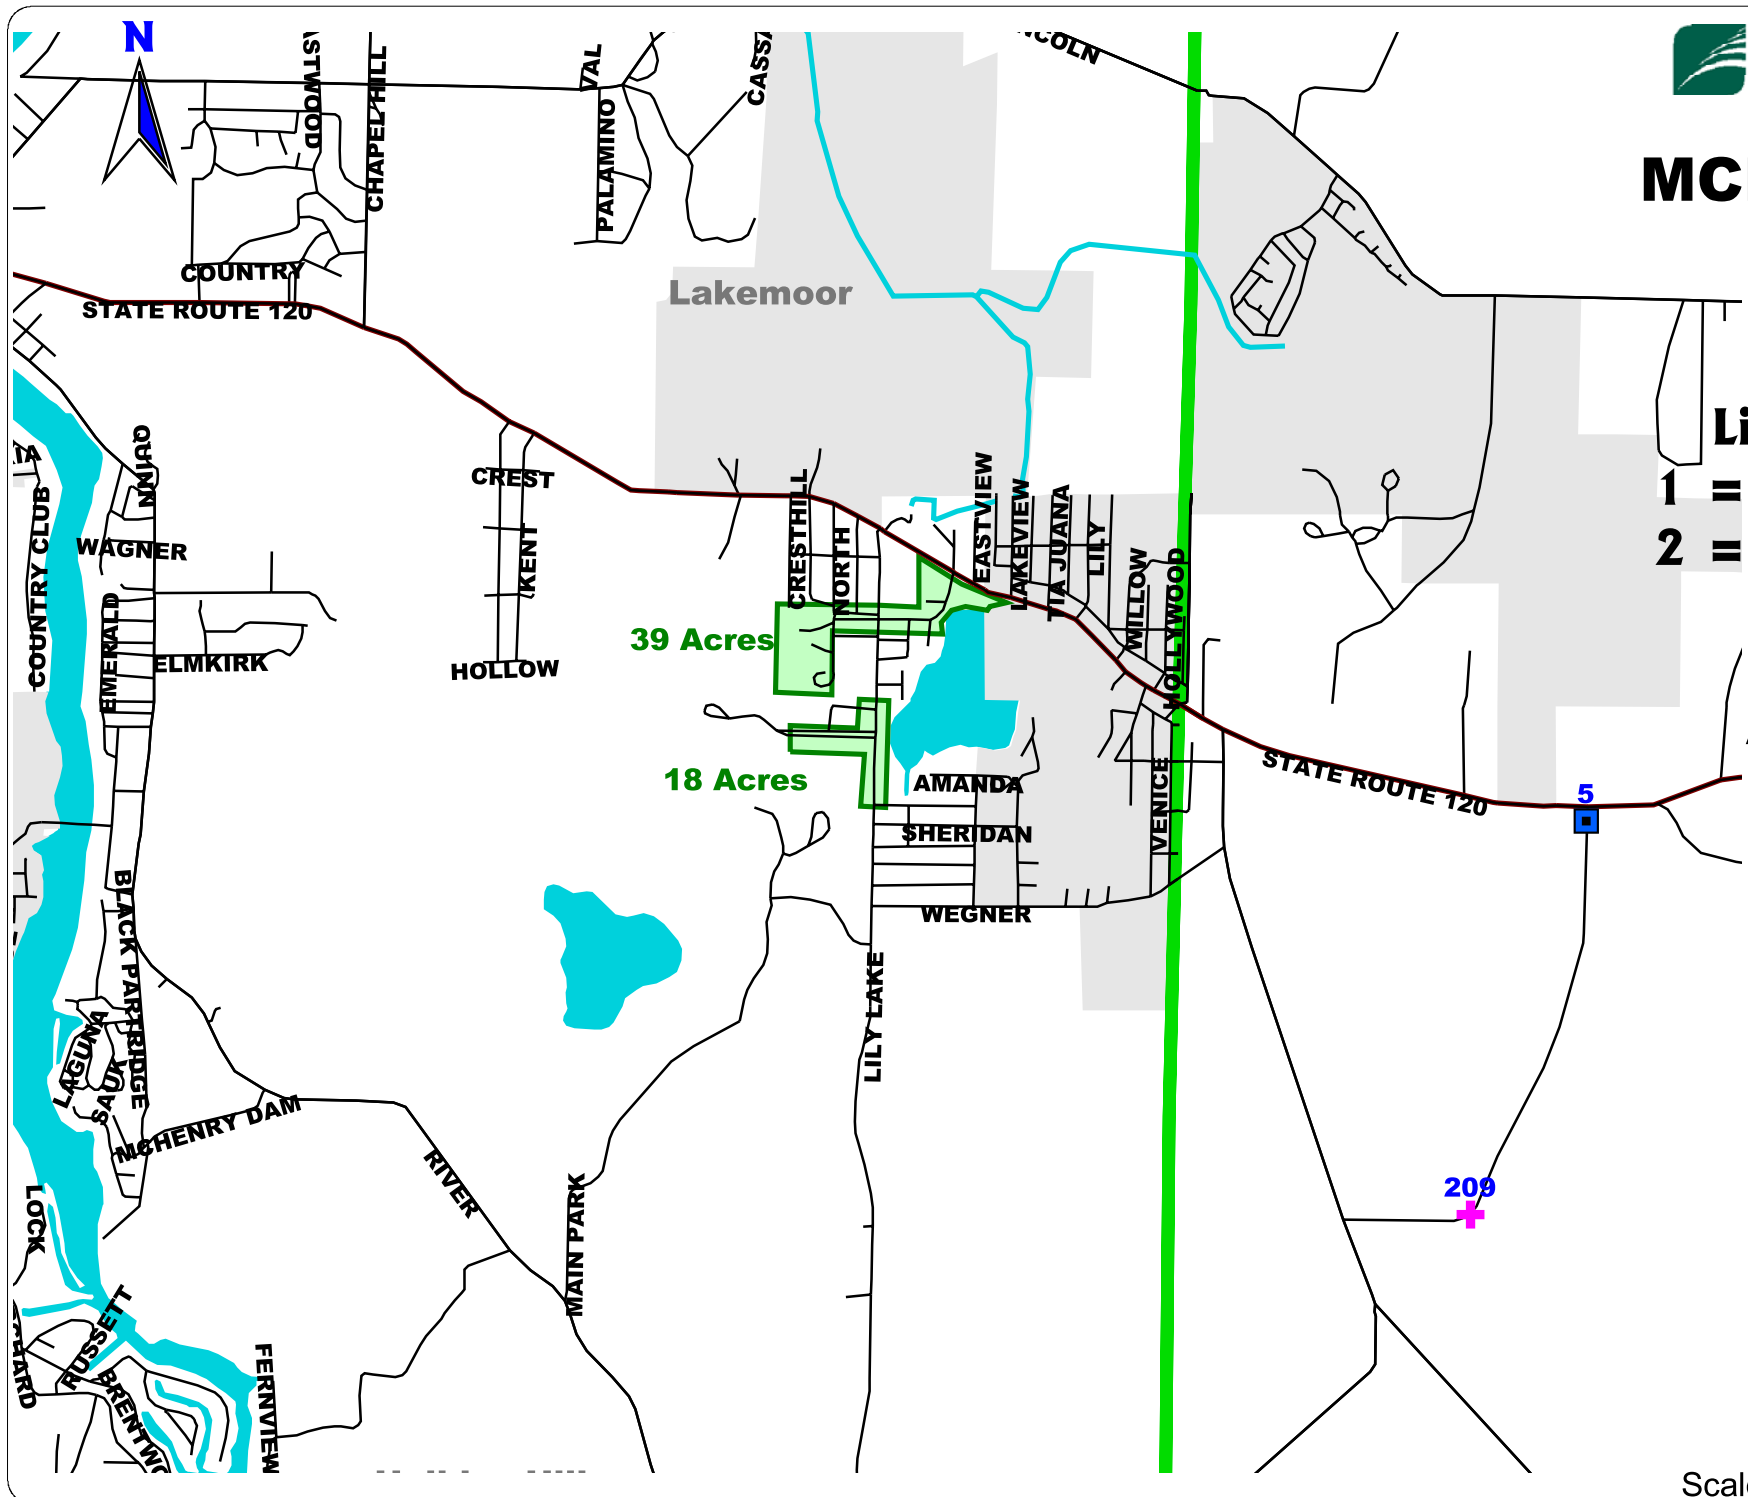 N
VAL
CHAPEL HILL
PALAMINO
MC
COUNTRY
STATE ROUTE 120
Lakemoor
Li
1 =
2 =
QUINN
CREST
EASTVIEW
LAKEVIEW
TIA JUANA
LILY
COUNTRY CLUB
WAGNER
KENT
CRESTHILL
NORTH
WILLOW
HOLLYWOOD
EMERALD
ELMKIRK
HOLLOW
39 Acres
18 Acres
AMANDA
SHERIDAN
WEGNER
VENICE
STATE ROUTE 120
5
BLACK PARTRIDGE
LILY LAKE
LAGUNA
SAUK
MCHENRY DAM
RIVER
MAIN PARK
209
LOCK
RUSSETT
FERNVIEW